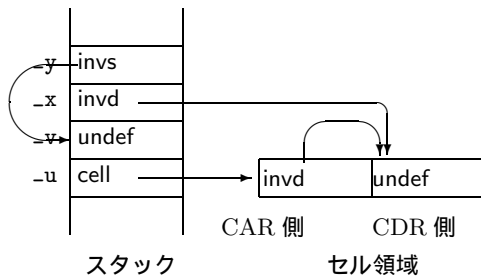 _y invs
_x invd
_v undef
_u cell invd undef
CAR 側 CDR 側
スタック セル領域